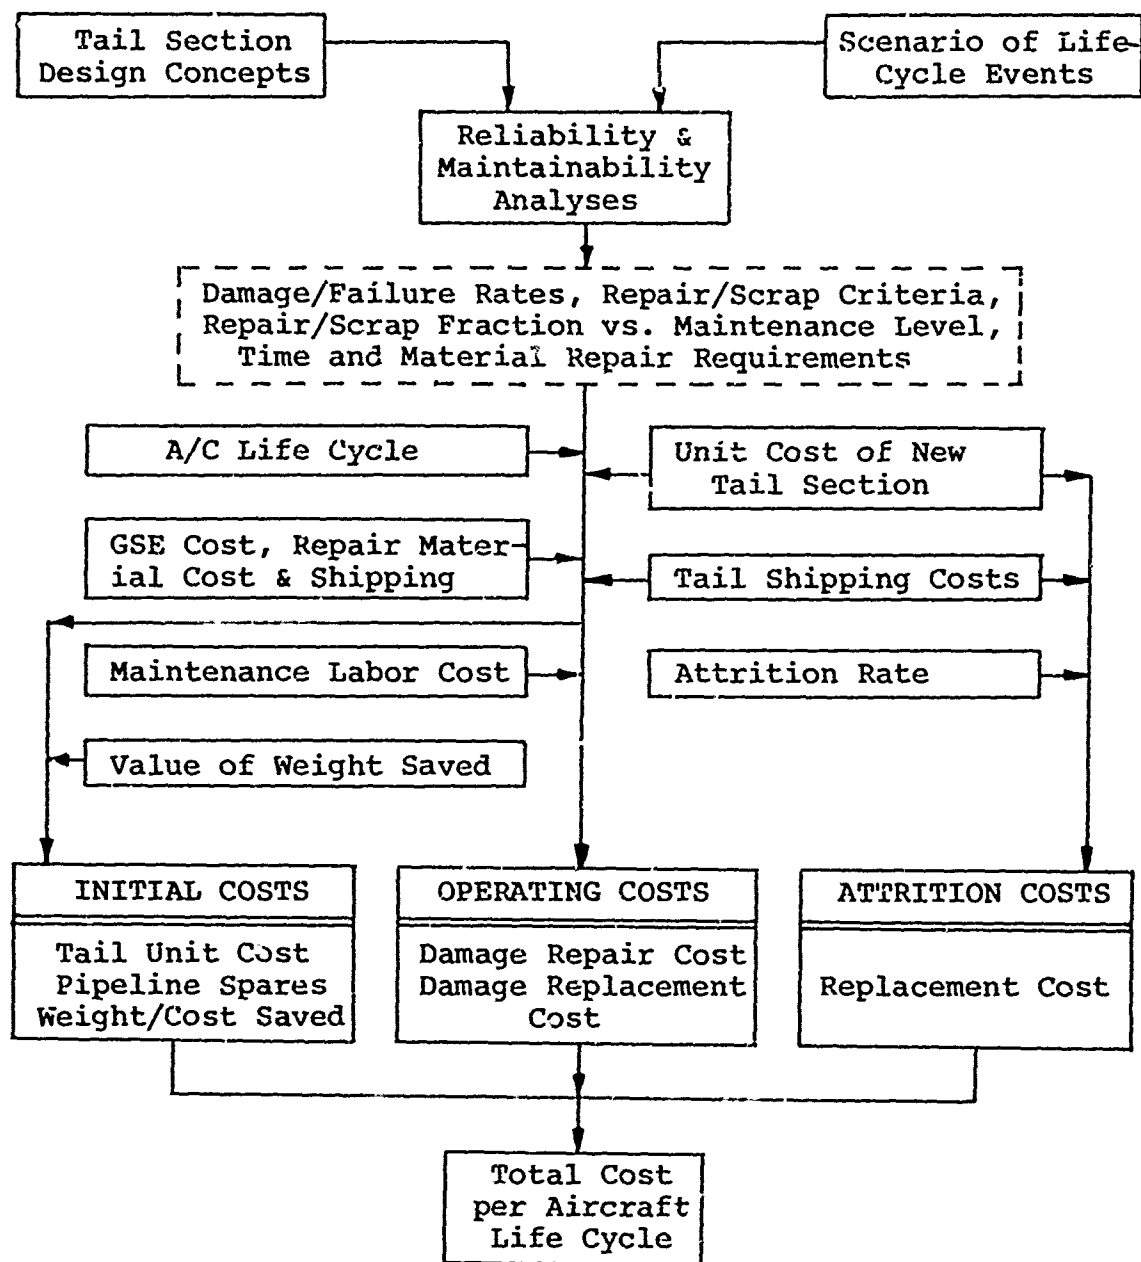 Tail Section
Design Concepts
Scenario of Life-
Cycle Events
Reliability &
Maintainability
Analyses
Damage/Failure Rates, Repair/Scrap Criteria,
Repair/Scrap Fraction vs. Maintenance Level,
Time and Material Repair Requirements
A/C Life Cycle
Unit Cost of New
Tail Section
GSE Cost, Repair Mater-
ial Cost & Shipping
Tail Shipping Costs
Maintenance Labor Cost
Attrition Rate
Value of Weight Saved
INITIAL COSTS
Tail Unit Cost
Pipeline Spares
Weight/Cost Saved
OPERATING COSTS
Damage Repair Cost
Damage Replacement
Cost
ATTRITION COSTS
Replacement Cost
Total Cost
per Aircraft
Life Cycle